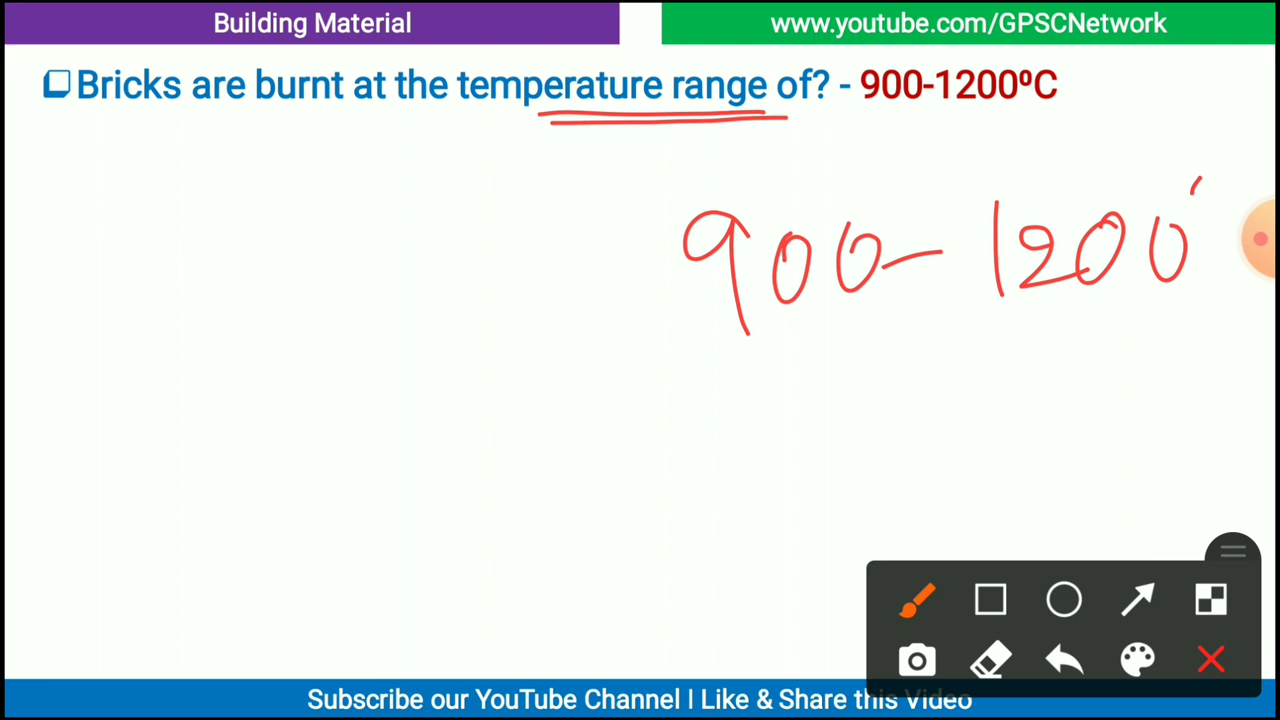 Building Material
www.youtube.com/GPSCNetwork
❑ Bricks are burnt at the temperature range of? - 900-1200⁰C
900-1200°
Subscribe our YouTube Channel I Like & Share this Video